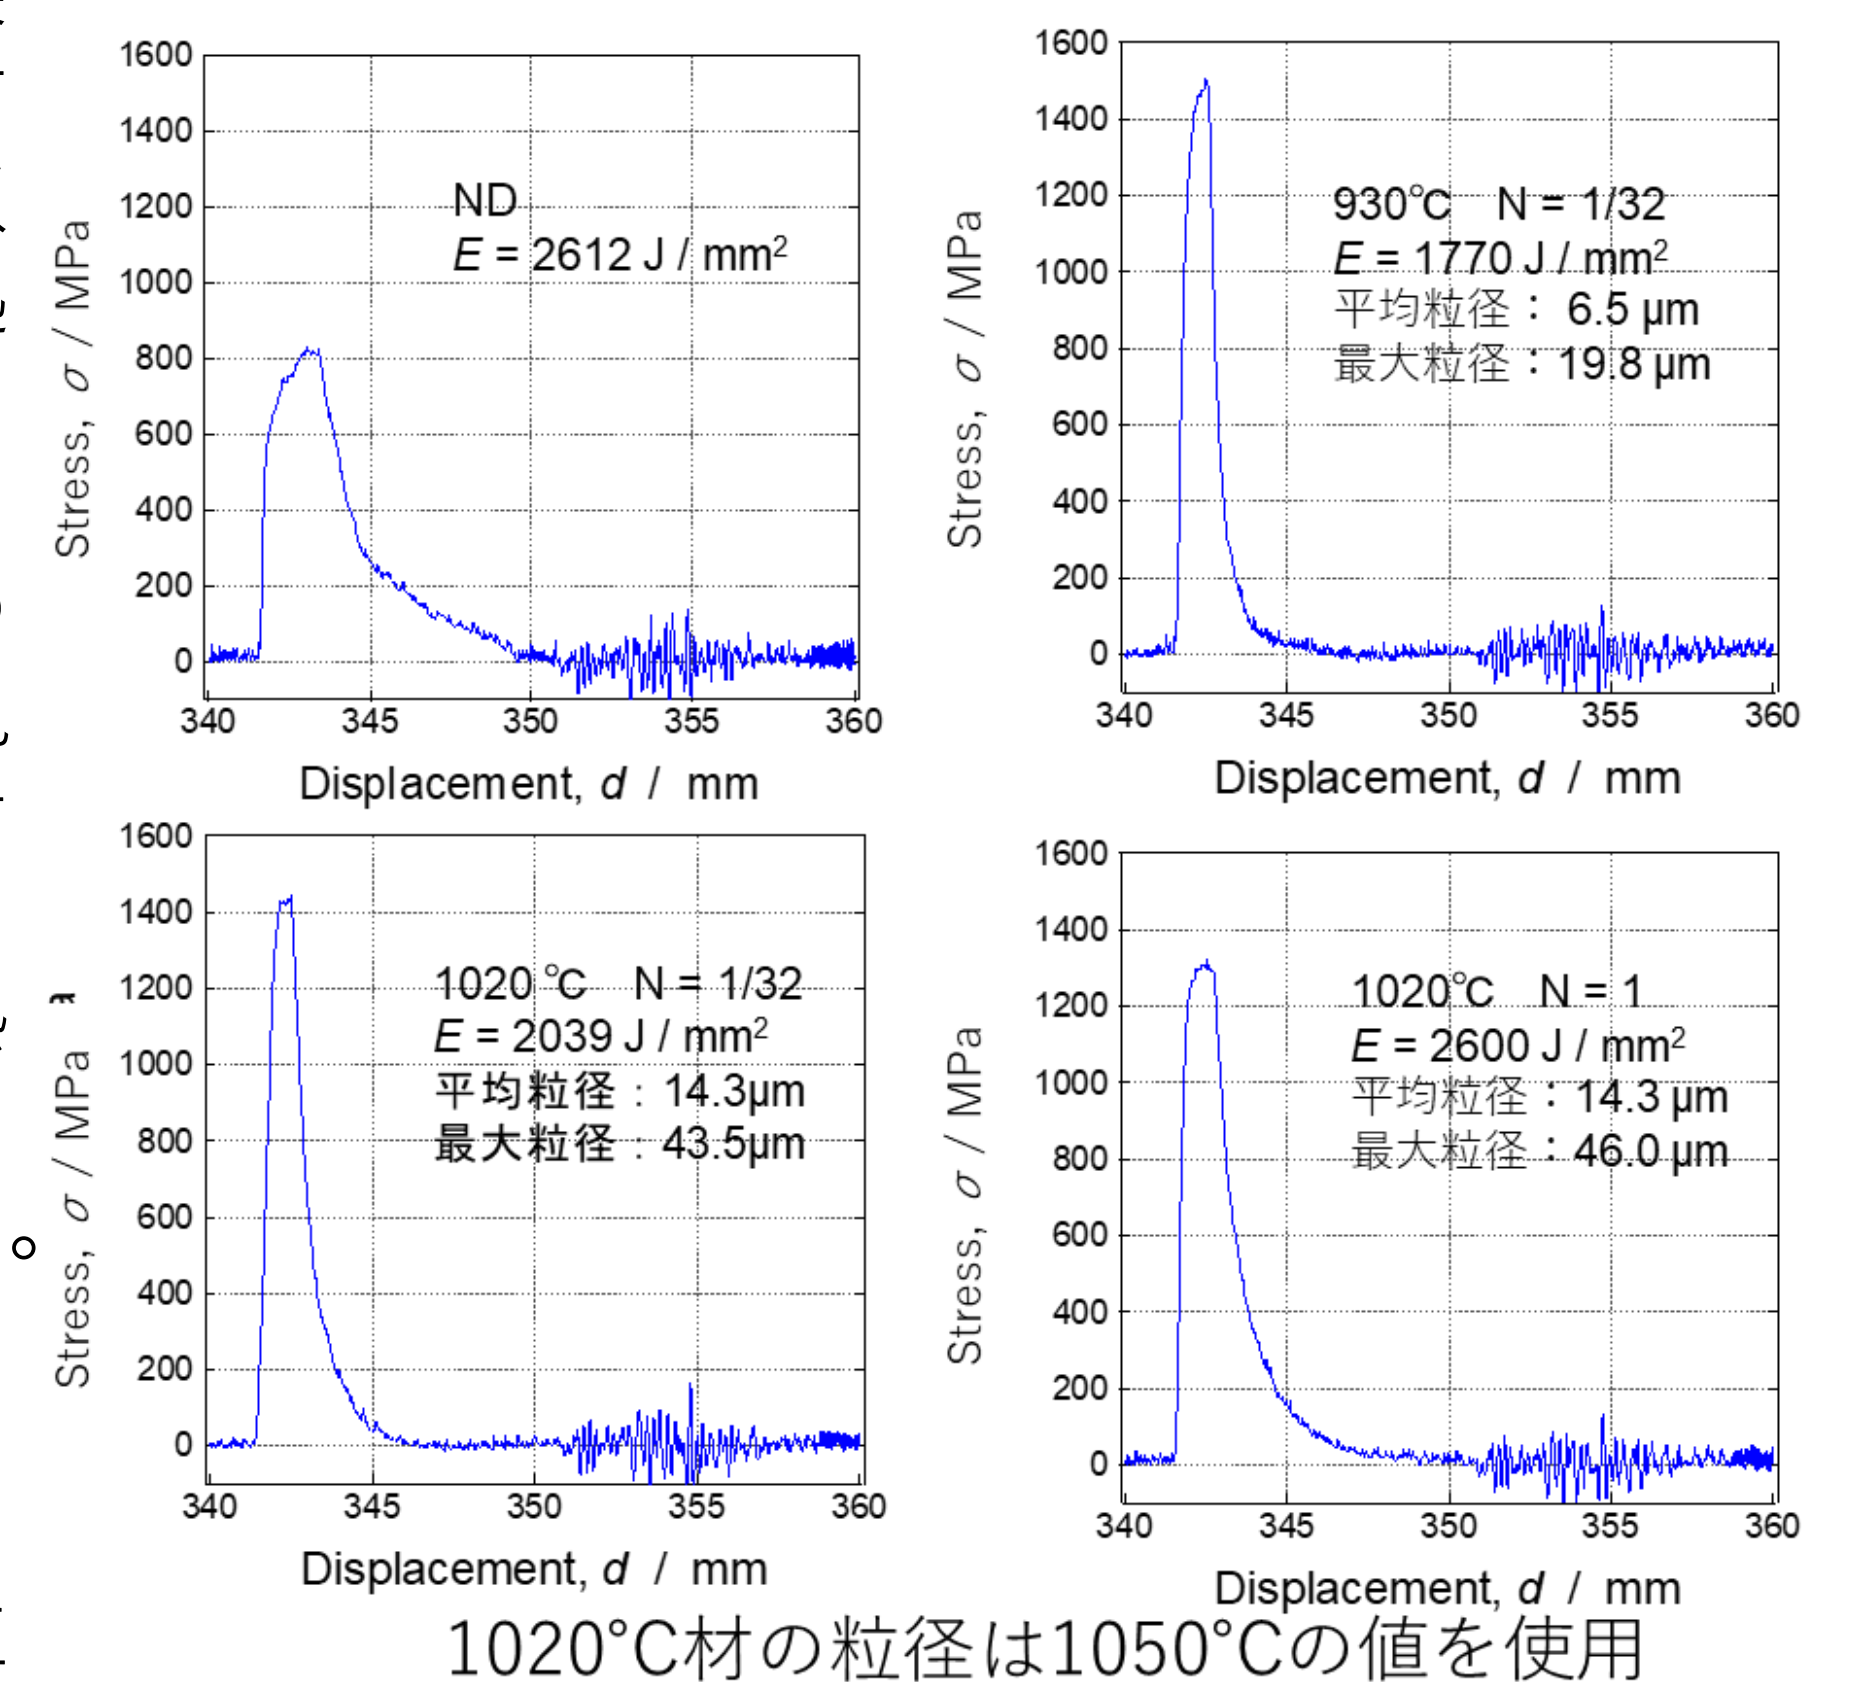 1600
1400
1200
1000
800
600
400
200
0
340 345 350 355 360
Stress, σ / MPa
Displacement, d / mm
ND
E = 2612 J / mm²
1600
1400
1200
1000
800
600
400
200
0
340 345 350 355 360
Stress, σ / MPa
Displacement, d / mm
930℃ N = 1/32
E = 1770 J / mm²
平均粒径： 6.5 µm
最大粒径：19.8 µm
1600
1400
1200
1000
800
600
400
200
0
340 345 350 355 360
Stress, σ / MPa
Displacement, d / mm
1020 ℃ N = 1/32
E = 2039 J / mm²
平均粒径：14.3µm
最大粒径：43.5µm
1600
1400
1200
1000
800
600
400
200
0
340 345 350 355 360
Stress, σ / MPa
Displacement, d / mm
1020℃ N = 1
E = 2600 J / mm²
平均粒径：14.3 µm
最大粒径：46.0 µm
1020°C材の粒径は1050°Cの値を使用